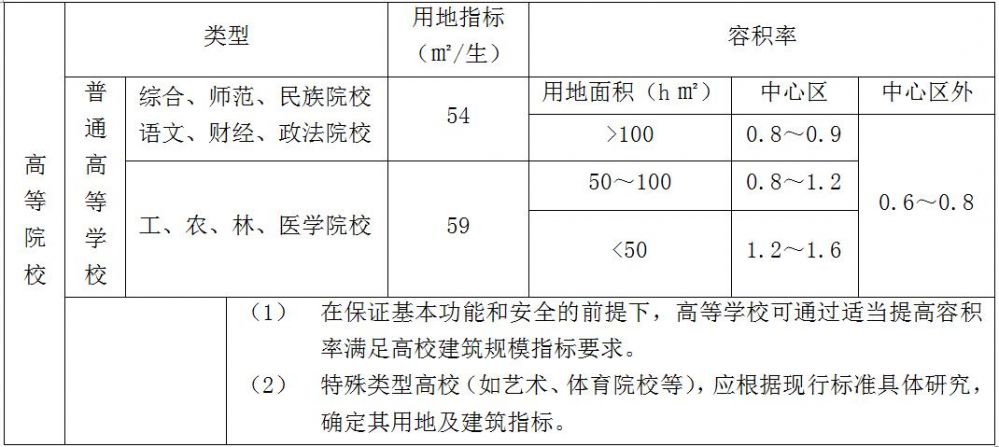 类型
用地指标
（㎡/生）
容积率
高等院校
普通高等学校
综合、师范、民族院校
语文、财经、政法院校
54
用地面积（h㎡）
中心区
中心区外
>100
0.8～0.9
0.6～0.8
工、农、林、医学院校
59
50～100
0.8～1.2
<50
1.2～1.6
（1） 在保证基本功能和安全的前提下，高等学校可通过适当提高容积
率满足高校建筑规模指标要求。
（2） 特殊类型高校（如艺术、体育院校等），应根据现行标准具体研究，
确定其用地及建筑指标。